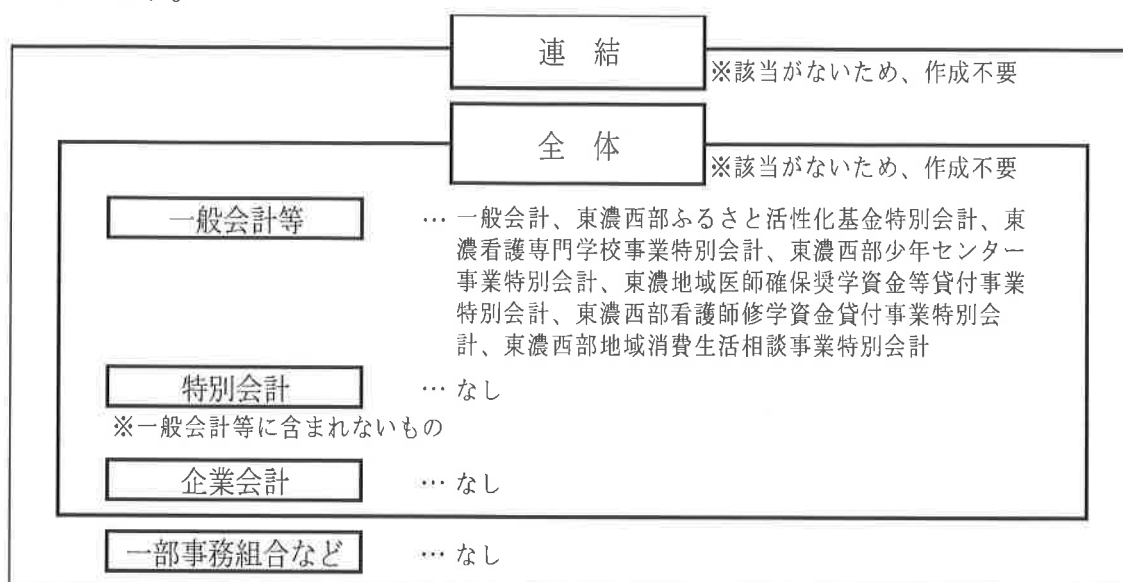 連 結
※該当がないため、作成不要
全 体
※該当がないため、作成不要
一般会計等 … 一般会計、東濃西部ふるさと活性化基金特別会計、東
濃看護専門学校事業特別会計、東濃西部少年センター
事業特別会計、東濃地域医師確保奨学資金等貸付事業
特別会計、東濃西部看護師修学資金貸付事業特別会
計、東濃西部地域消費生活相談事業特別会計
特別会計 … なし
※一般会計等に含まれないもの
企業会計 … なし
一部事務組合など … なし